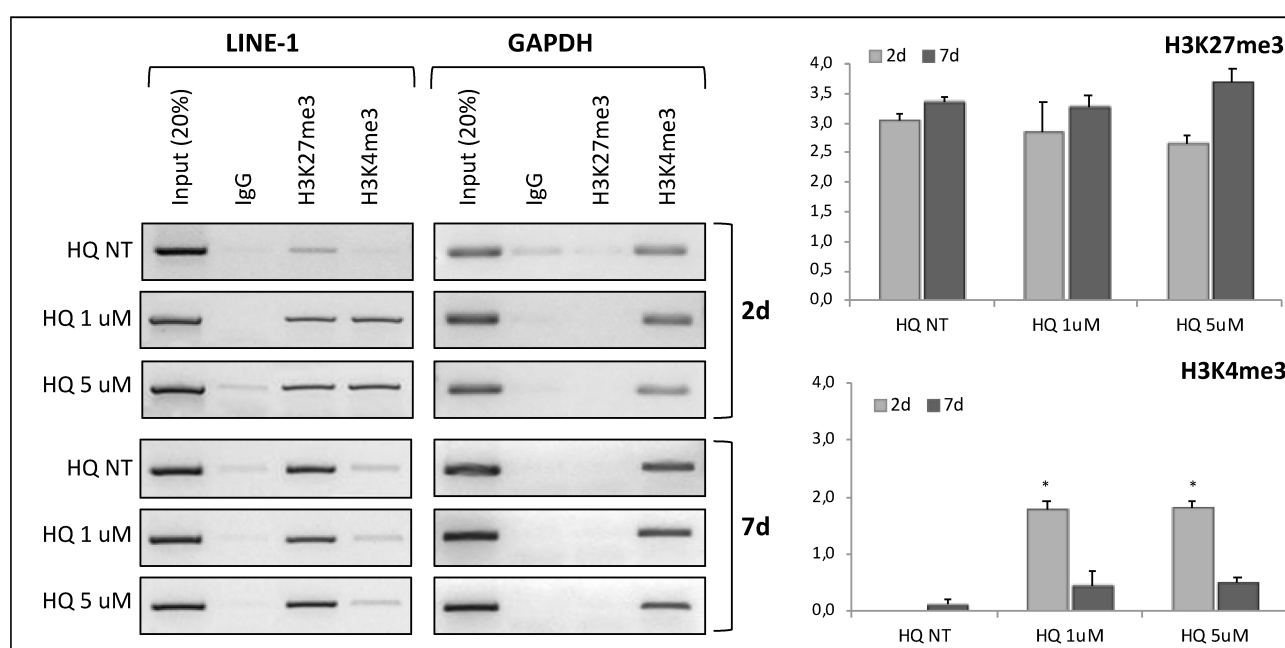 LINE-1
GAPDH
Input (20%)
IgG
H3K27me3
H3K4me3
Input (20%)
IgG
H3K27me3
H3K4me3
HQ NT
HQ 1 uM
HQ 5 uM
2d
HQ NT
HQ 1 uM
HQ 5 uM
7d
H3K27me3
2d 7d
4,0
3,5
3,0
2,5
2,0
1,5
1,0
0,5
0,0
HQ NT HQ 1uM HQ 5uM
H3K4me3
2d 7d
4,0
3,0
2,0
1,0
0,0
* *
HQ NT HQ 1uM HQ 5uM